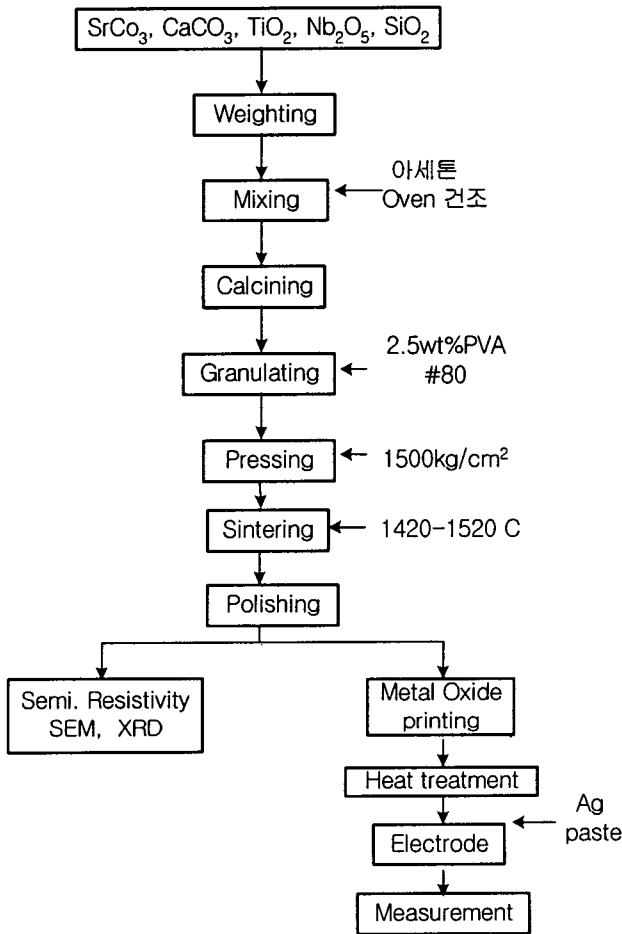 SrCo₃, CaCO₃, TiO₂, Nb₂O₅, SiO₂
Weighting
Mixing
아세톤
Oven 건조
Calcining
Granulating
2.5wt%PVA
#80
Pressing
1500kg/cm²
Sintering
1420-1520 C
Polishing
Semi. Resistivity
SEM, XRD
Metal Oxide
printing
Heat treatment
Ag
paste
Electrode
Measurement